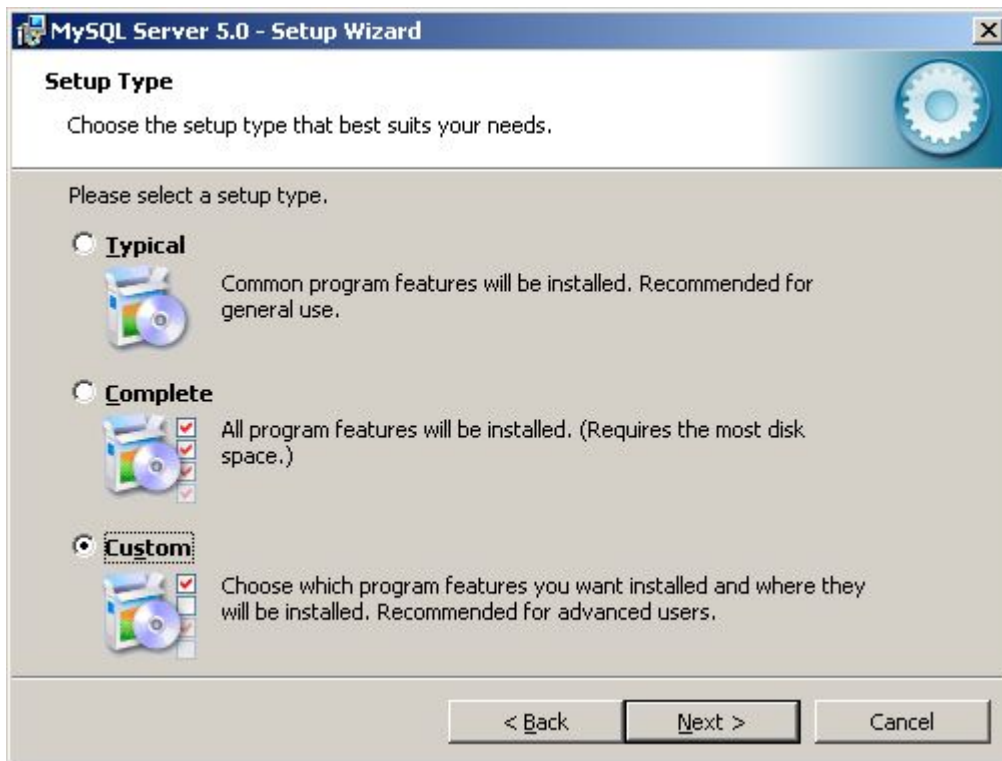 MySQL Server 5.0 - Setup Wizard
Setup Type
Choose the setup type that best suits your needs.
Please select a setup type.
Typical
Common program features will be installed. Recommended for
general use.
Complete
All program features will be installed. (Requires the most disk
space.)
Custom
Choose which program features you want installed and where they
will be installed. Recommended for advanced users.
< Back
Next >
Cancel